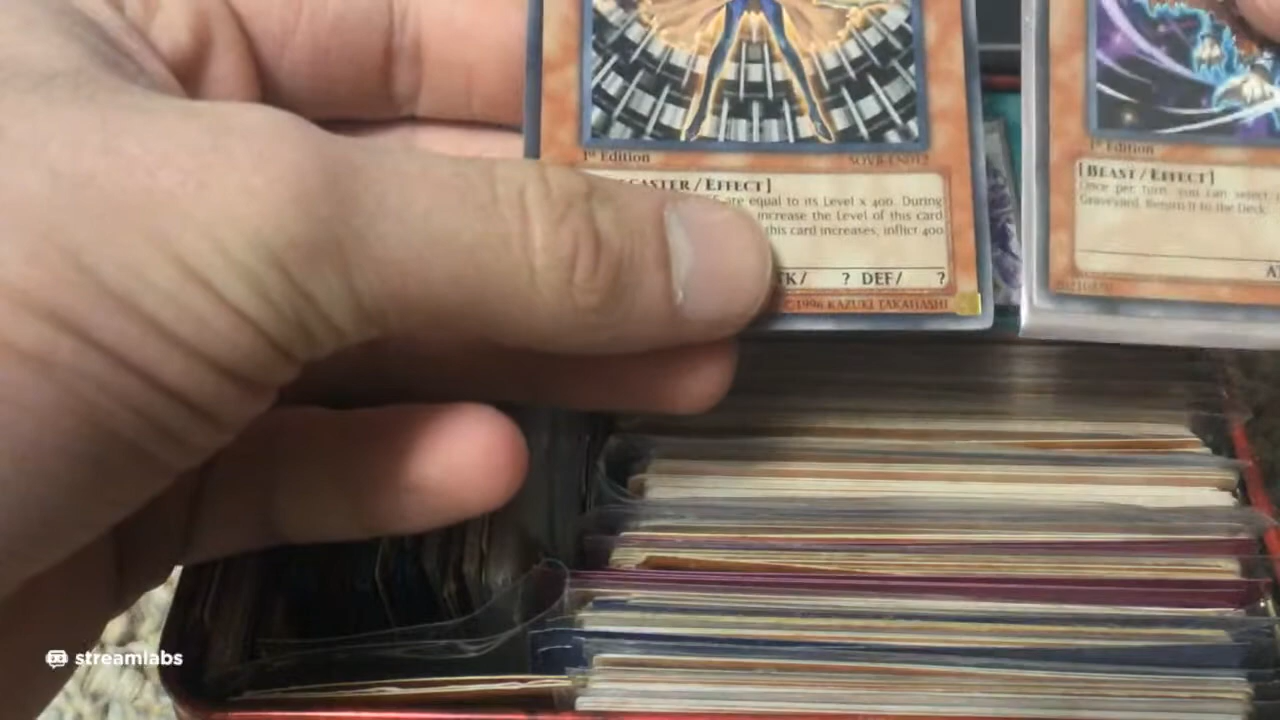 1st Edition
SOVR-EN012
CASTER / EFFECT]
are equal to its Level x 400. During
increase the Level of this card
this card increases, inflict 400
TK/ ? DEF/ ?
©1996 KAZUKI TAKAHASHI
1st Edition
[BEAST / EFFECT]
Once per turn, you can select
Graveyard. Return it to the Deck.
AT
streamlabs